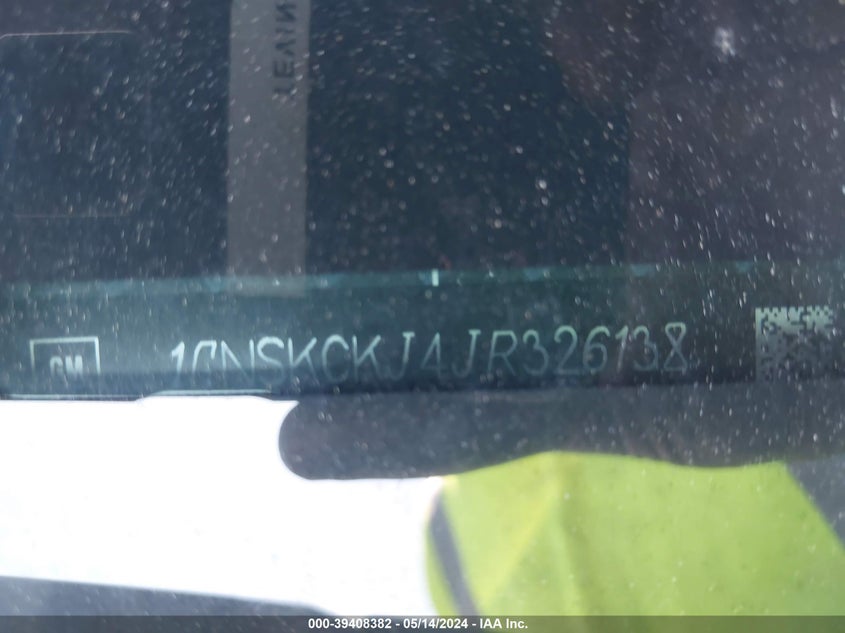 GM 1GNSKCKJ4JR326138
000-39408382 - 05/14/2024 - IAA Inc.